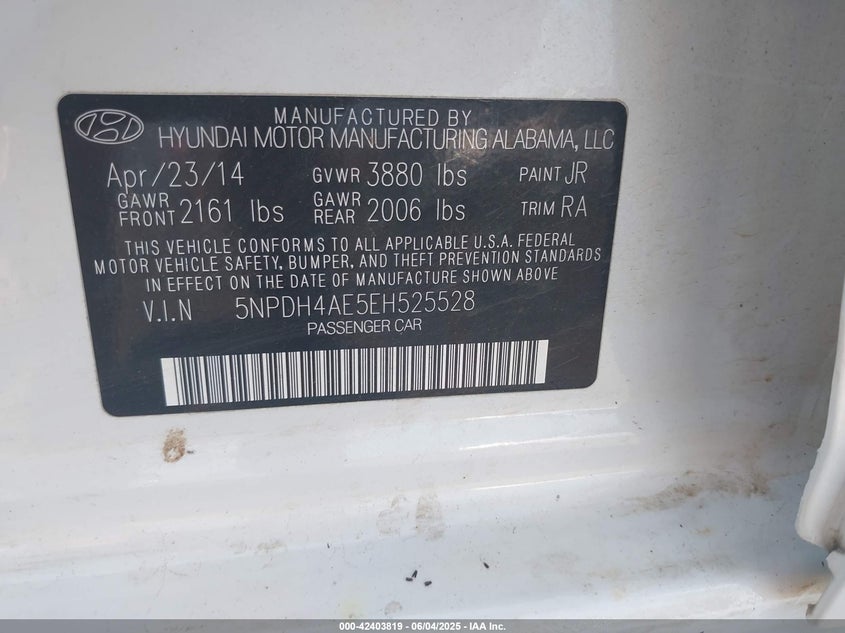 MANUFACTURED BY
HYUNDAI MOTOR MANUFACTURING ALABAMA, LLC
Apr/23/14 GVWR 3880 lbs PAINT JR
GAWR FRONT 2161 lbs GAWR REAR 2006 lbs TRIM RA
THIS VEHICLE CONFORMS TO ALL APPLICABLE U.S.A. FEDERAL
MOTOR VEHICLE SAFETY, BUMPER, AND THEFT PREVENTION STANDARDS
IN EFFECT ON THE DATE OF MANUFACTURE SHOWN ABOVE
V.I.N 5NPDH4AE5EH525528
PASSENGER CAR
000-42403819 - 06/04/2025 - IAA Inc.